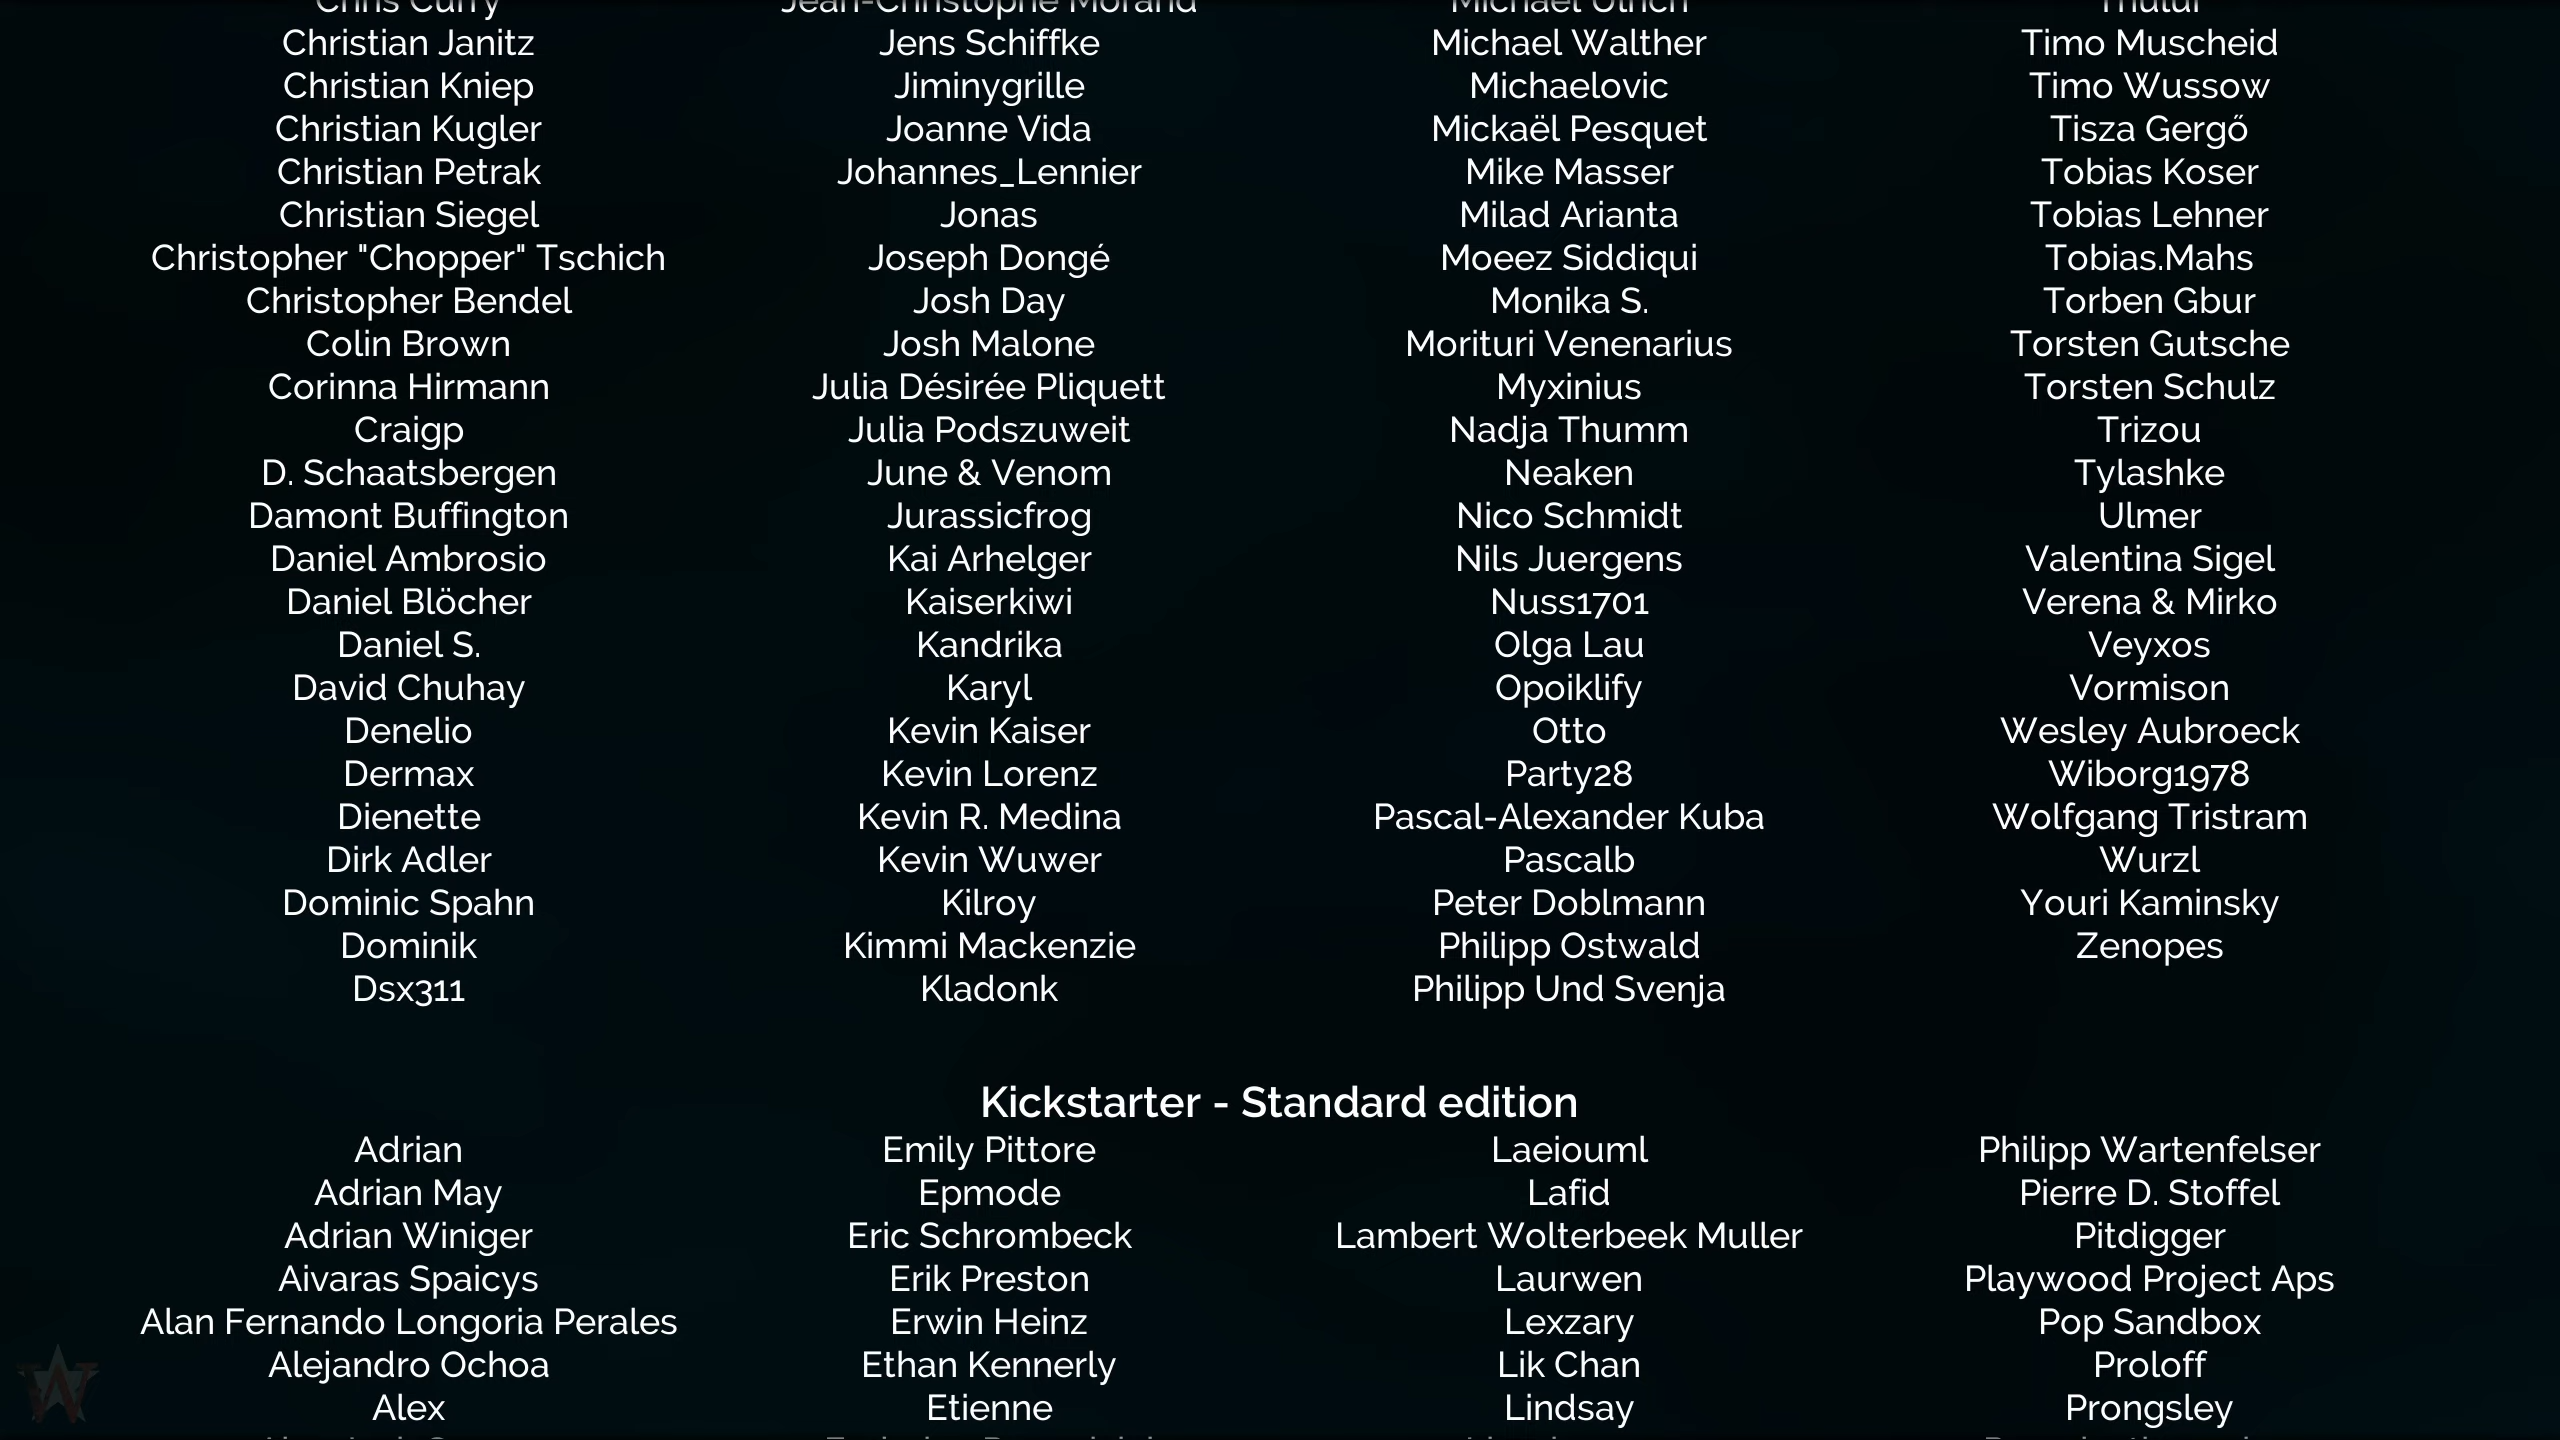 Chris Curry
Christian Janitz
Christian Kniep
Christian Kugler
Christian Petrak
Christian Siegel
Christopher "Chopper" Tschich
Christopher Bendel
Colin Brown
Corinna Hirmann
Craigp
D. Schaatsbergen
Damont Buffington
Daniel Ambrosio
Daniel Blöcher
Daniel S.
David Chuhay
Denelio
Dermax
Dienette
Dirk Adler
Dominic Spahn
Dominik
Dsx311
Jean-Christophe Morand
Jens Schiffke
Jiminygrille
Joanne Vida
Johannes_Lennier
Jonas
Joseph Dongé
Josh Day
Josh Malone
Julia Désirée Pliquett
Julia Podszuweit
June & Venom
Jurassicfrog
Kai Arhelger
Kaiserkiwi
Kandrika
Karyl
Kevin Kaiser
Kevin Lorenz
Kevin R. Medina
Kevin Wuwer
Kilroy
Kimmi Mackenzie
Kladonk
Michael Ulrich
Michael Walther
Michaelovic
Mickaël Pesquet
Mike Masser
Milad Arianta
Moeez Siddiqui
Monika S.
Morituri Venenarius
Myxinius
Nadja Thumm
Neaken
Nico Schmidt
Nils Juergens
Nuss1701
Olga Lau
Opoiklify
Otto
Party28
Pascal-Alexander Kuba
Pascalb
Peter Doblmann
Philipp Ostwald
Philipp Und Svenja
Timo Muscheid
Timo Wussow
Tisza Gergő
Tobias Koser
Tobias Lehner
Tobias.Mahs
Torben Gbur
Torsten Gutsche
Torsten Schulz
Trizou
Tylashke
Ulmer
Valentina Sigel
Verena & Mirko
Veyxos
Vormison
Wesley Aubroeck
Wiborg1978
Wolfgang Tristram
Wurzl
Youri Kaminsky
Zenopes
Kickstarter - Standard edition
Adrian
Adrian May
Adrian Winiger
Aivaras Spaicys
Alan Fernando Longoria Perales
Alejandro Ochoa
Alex
Emily Pittore
Epmode
Eric Schrombeck
Erik Preston
Erwin Heinz
Ethan Kennerly
Etienne
Laeiouml
Lafid
Lambert Wolterbeek Muller
Laurwen
Lexzary
Lik Chan
Lindsay
Philipp Wartenfelser
Pierre D. Stoffel
Pitdigger
Playwood Project Aps
Pop Sandbox
Proloff
Prongsley
W